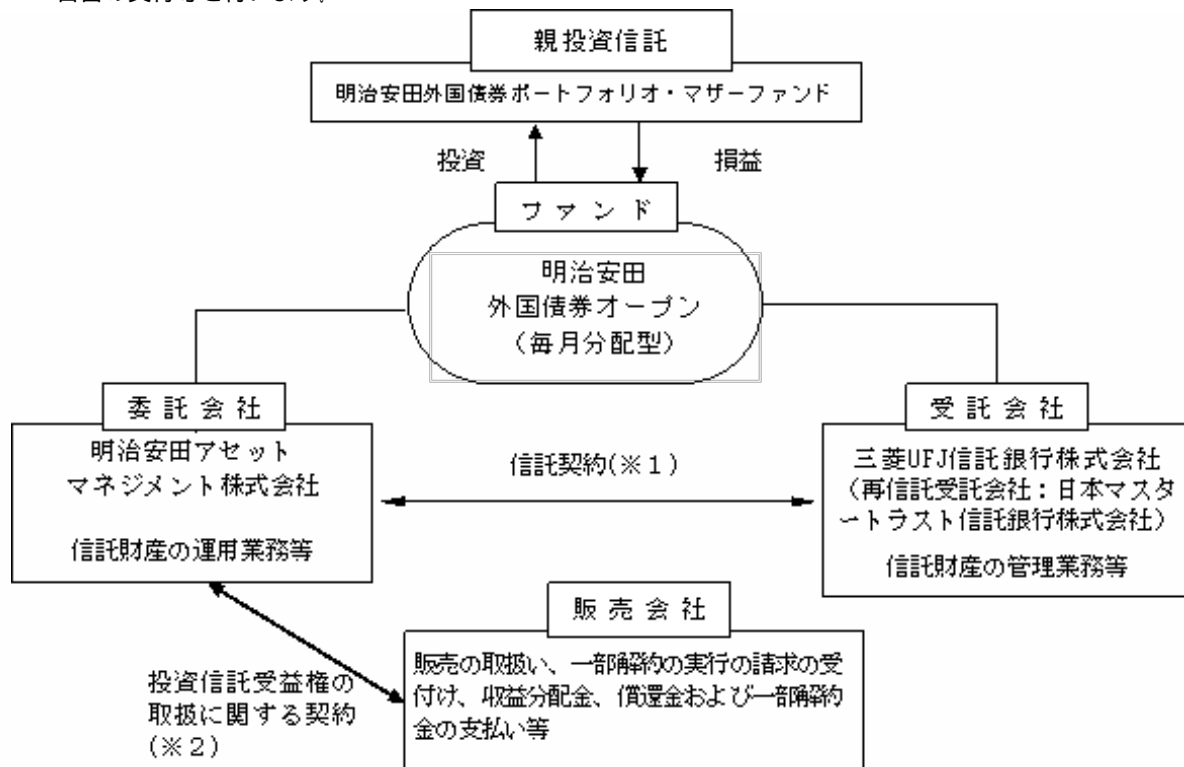 親投資信託
明治安田外国債券ポートフォリオ・マザーファンド
投資
損益
ファンド
明治安田
外国債券オープン
（毎月分配型）
委託会社
明治安田アセット
マネジメント株式会社
信託財産の運用業務等
信託契約(※１)
受託会社
三菱UFJ信託銀行株式会社
（再信託受託会社：日本マスタ
ートラスト信託銀行株式会社）
信託財産の管理業務等
販売会社
販売の取扱い、一部解約の実行の請求の受
付け、収益分配金、償還金および一部解約
金の支払い等
投資信託受益権の
取扱に関する契約
(※２)